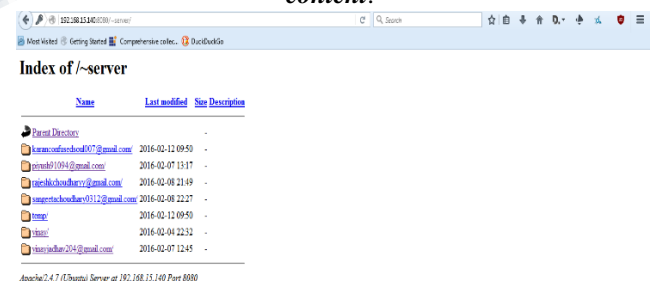 content.
192.168.15.140:8080/~server/ Search
Most Visited Getting Started Comprehensive collec... DuckDuckGo
Index of /~server
Name Last modified Size Description
Parent Directory -
karanconfusedsoul007@gmail.com/ 2016-02-12 09:50 -
piyush91094@gmail.com/ 2016-02-07 13:17 -
rajeshkchoudharyy@gmail.com/ 2016-02-08 21:49 -
sangeetachoudhary0312@gmail.com/ 2016-02-08 22:27 -
temp/ 2016-02-12 09:50 -
vinay/ 2016-02-04 22:32 -
vinayjadhav204@gmail.com/ 2016-02-07 12:45 -
Apache/2.4.7 (Ubuntu) Server at 192.168.15.140 Port 8080